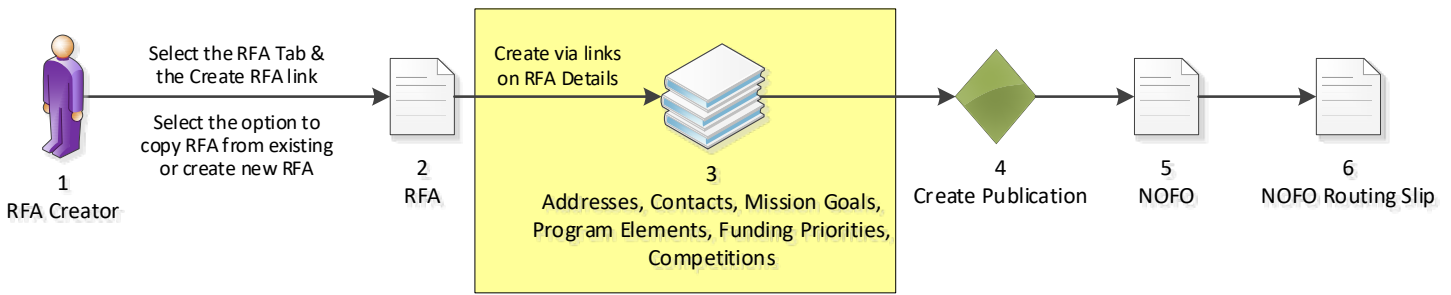 Select the RFA Tab &
the Create RFA link
Select the option to
copy RFA from existing
or create new RFA
1
RFA Creator
2
RFA
Create via links
on RFA Details
3
Addresses, Contacts, Mission Goals,
Program Elements, Funding Priorities,
Competitions
4
Create Publication
5
NOFO
6
NOFO Routing Slip